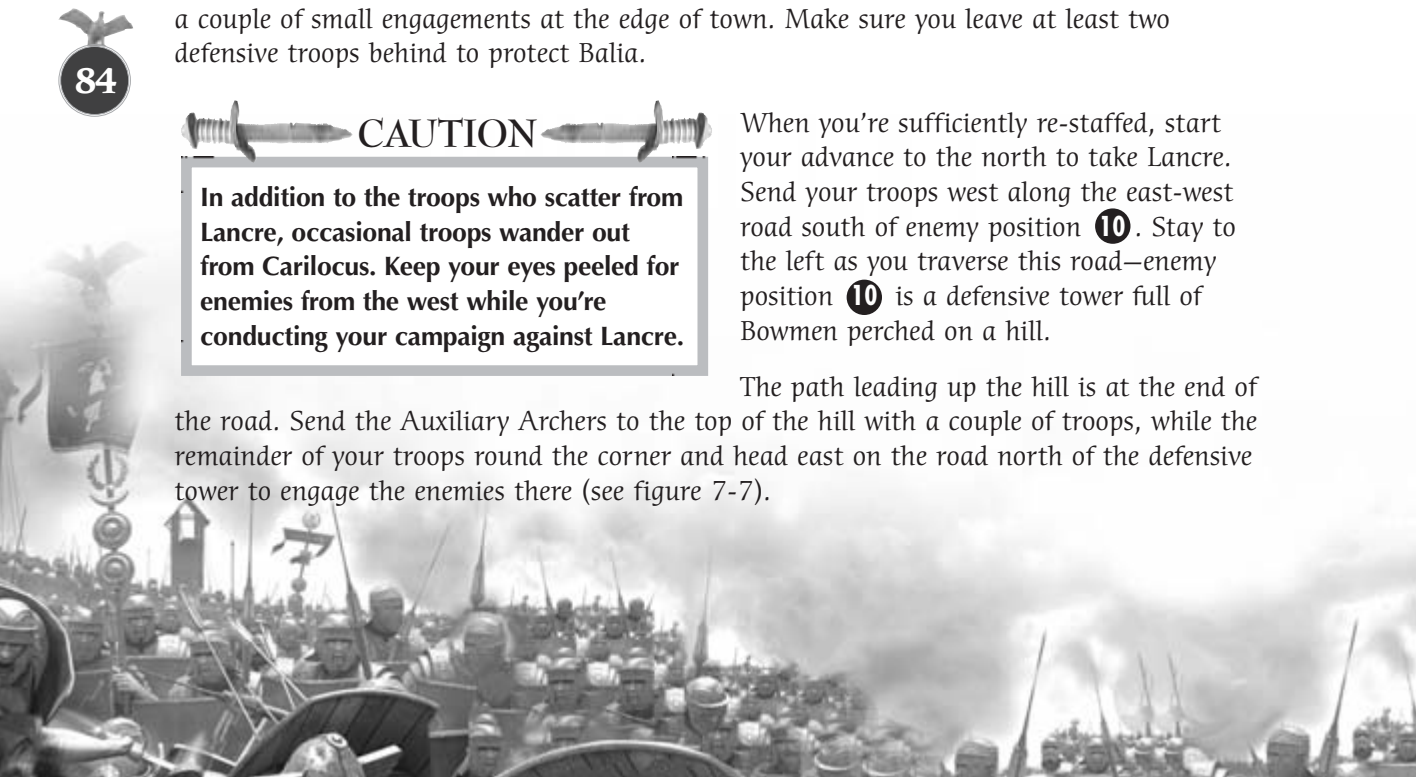 a couple of small engagements at the edge of town. Make sure you leave at least two
defensive troops behind to protect Balia.
84
CAUTION
In addition to the troops who scatter from
Lancre, occasional troops wander out
from Carilocus. Keep your eyes peeled for
enemies from the west while you're
conducting your campaign against Lancre.
When you're sufficiently re-staffed, start
your advance to the north to take Lancre.
Send your troops west along the east-west
road south of enemy position 10. Stay to
the left as you traverse this road—enemy
position 10 is a defensive tower full of
Bowmen perched on a hill.
The path leading up the hill is at the end of
the road. Send the Auxiliary Archers to the top of the hill with a couple of troops, while the
remainder of your troops round the corner and head east on the road north of the defensive
tower to engage the enemies there (see figure 7-7).